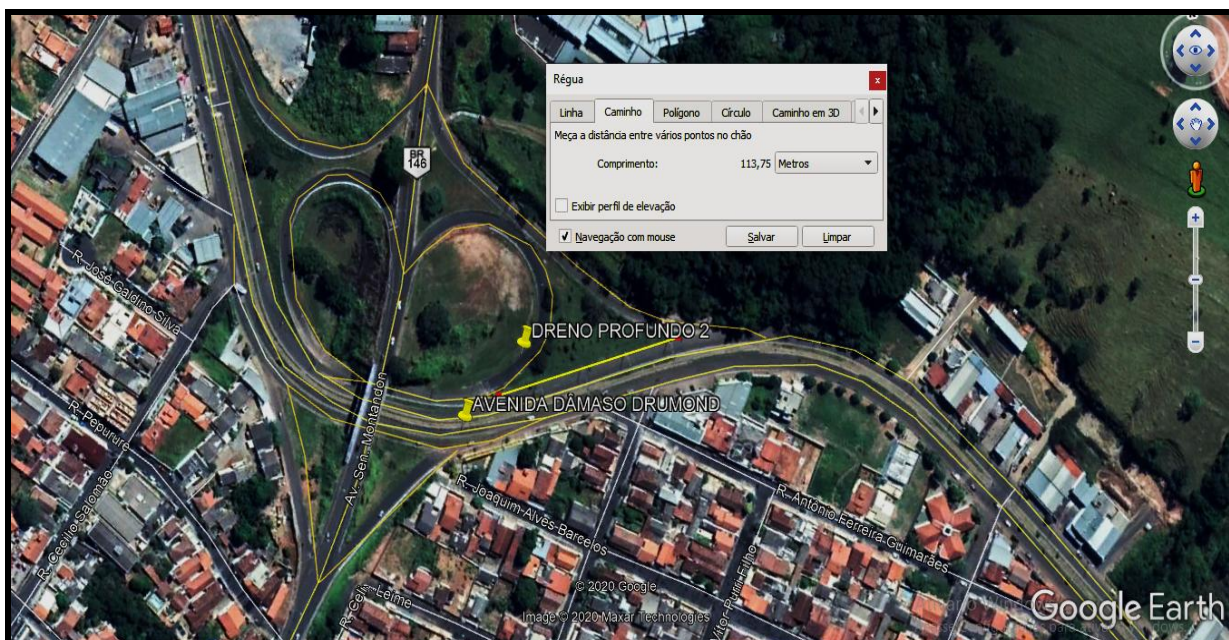 N
Régua
x
Linha
Caminho
Polígono
Círculo
Caminho em 3D
Meça a distância entre vários pontos no chão
Comprimento:
113,75
Metros
Exibir perfil de elevação
Navegação com mouse
Salvar
Limpar
BR
146
R. José Galdino Silva
DRENO PROFUNDO 2
AVENIDA DÂMASO DRUMOND
R. Pepururé
Av. Sen. Montandon
R. Cecílio Salomão
R. Joaquim Alves Barcelos
R. Antônio Ferreira Guimarães
Leime
© 2020 Google
Image © 2020 Maxar Technologies
Google Earth